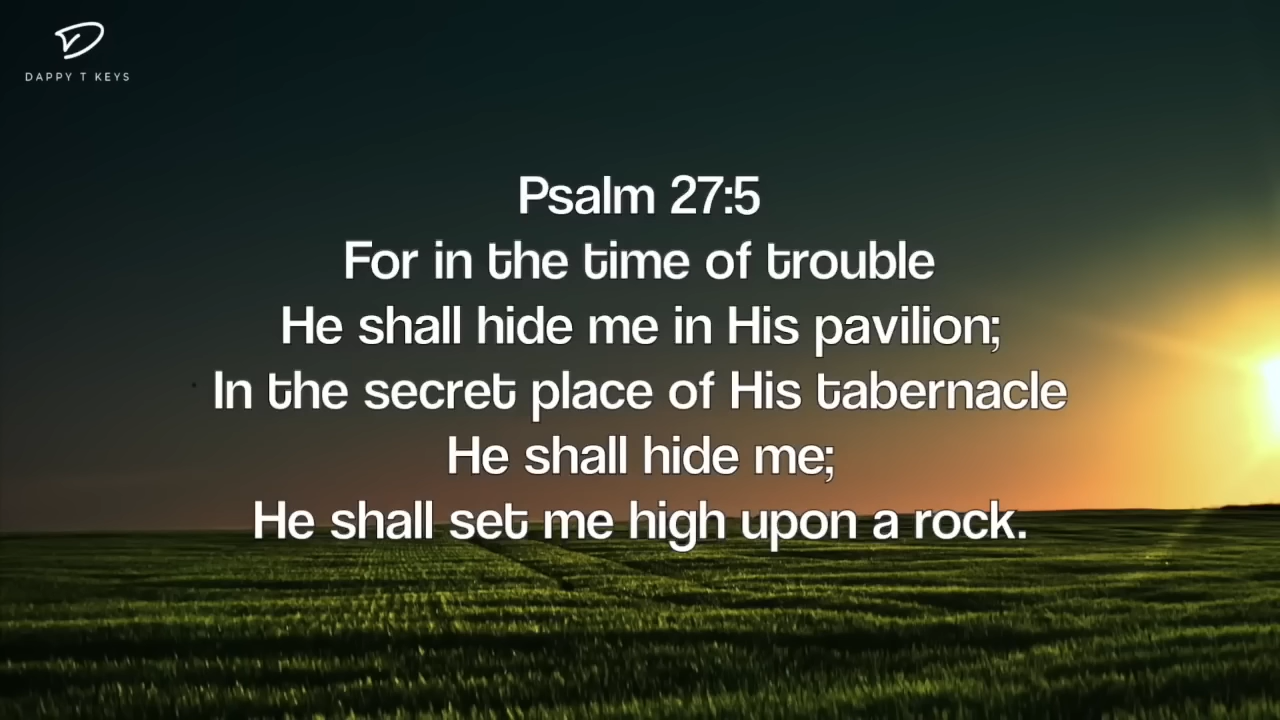 DAPPY T KEYS
Psalm 27:5
For in the time of trouble
He shall hide me in His pavilion;
In the secret place of His tabernacle
He shall hide me;
He shall set me high upon a rock.